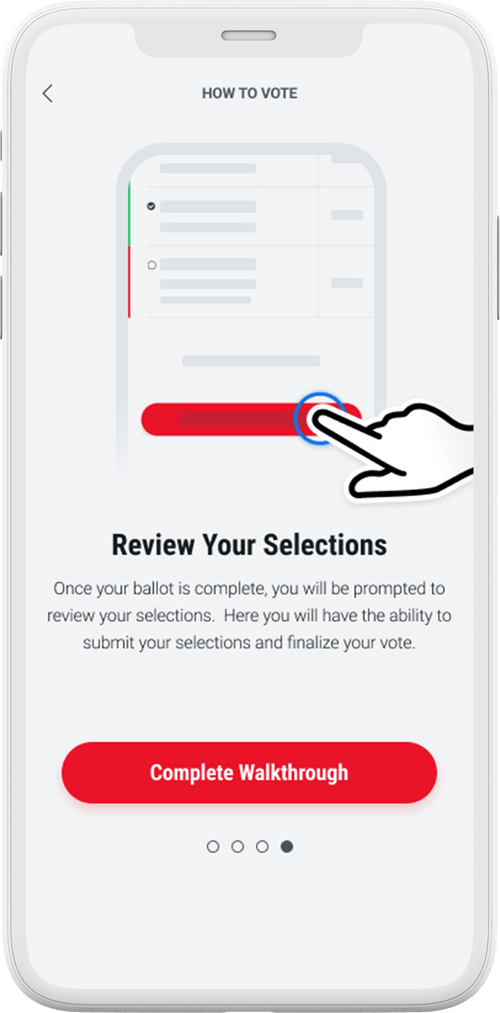 HOW TO VOTE
Review Your Selections
Once your ballot is complete, you will be prompted to
review your selections.  Here you will have the ability to
submit your selections and finalize your vote.
Complete Walkthrough